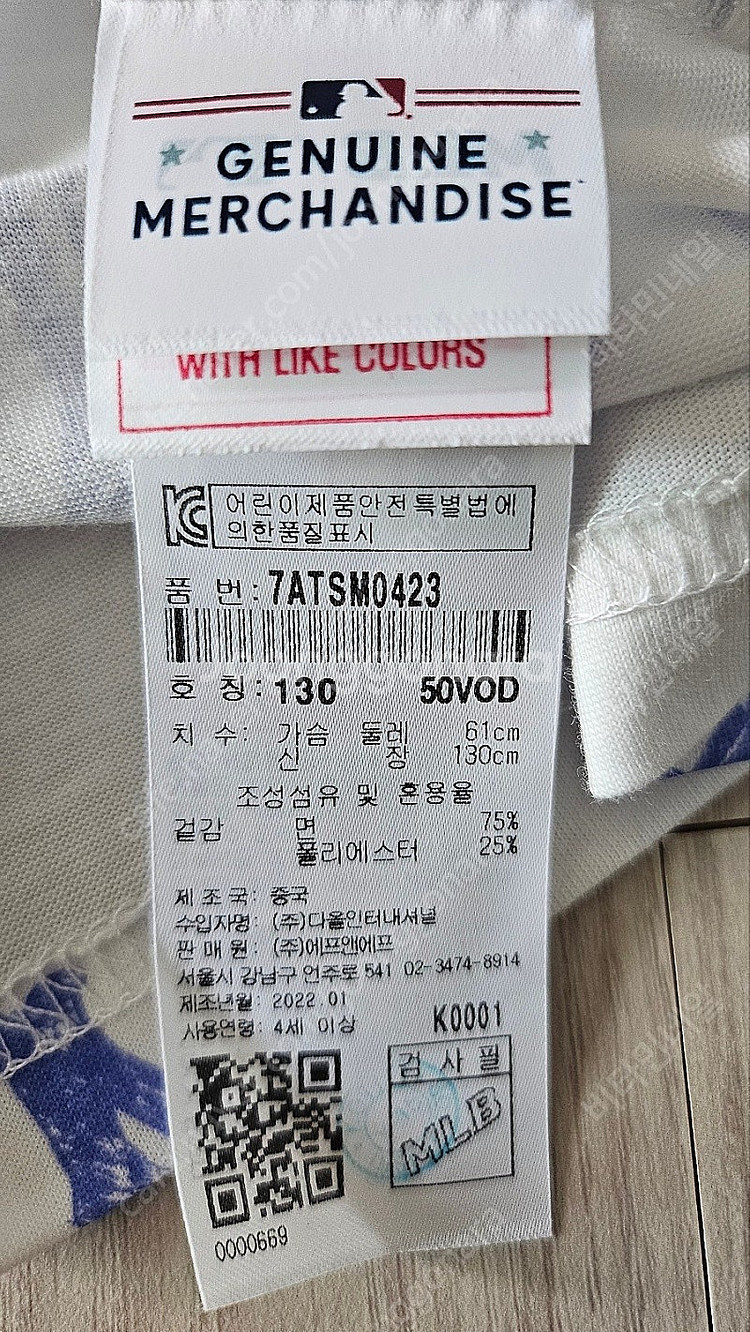 GENUINE
MERCHANDISE
WITH LIKE COLORS
어린이제품안전특별법에
의한품질표시
품 번: 7ATSM0423
호 칭: 130 50VOD
치 수: 가슴 둘레 61cm
신 장 130cm
조성섬유 및 혼용율
겉감 면 75%
폴리에스터 25%
제 조 국: 중국
수입자명: (주)다올인터내셔널
판 매 원: (주)에프앤에프
서울시 강남구 언주로 541 02-3474-8914
제조년월: 2022.01
사용연령: 4세 이상
K0001
검 사 필
MLB
0000669